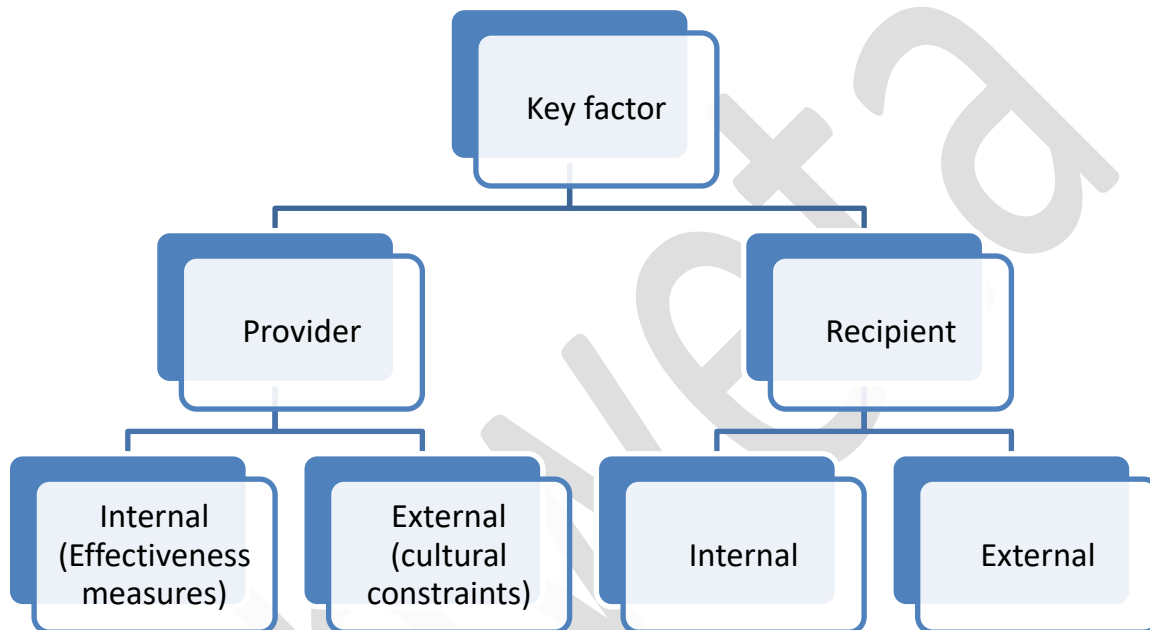 Key factor
Provider
Recipient
Internal
(Effectiveness
measures)
External
(cultural
constraints)
Internal
External